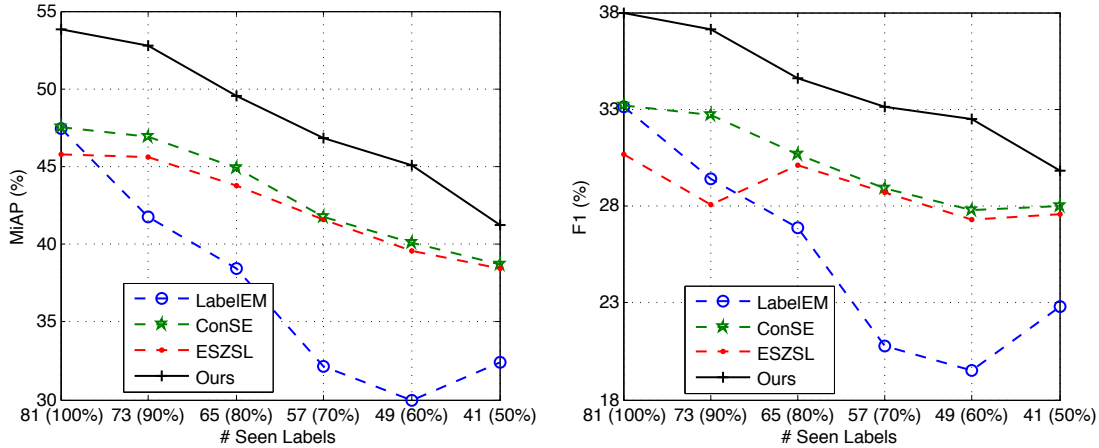 55
50
45
40
35
30
MiAP (%)
LabelEM
ConSE
ESZSL
Ours
81 (100%) 73 (90%) 65 (80%) 57 (70%) 49 (60%) 41 (50%)
# Seen Labels
38
33
28
23
18
F1 (%)
LabelEM
ConSE
ESZSL
Ours
81 (100%) 73 (90%) 65 (80%) 57 (70%) 49 (60%) 41 (50%)
# Seen Labels